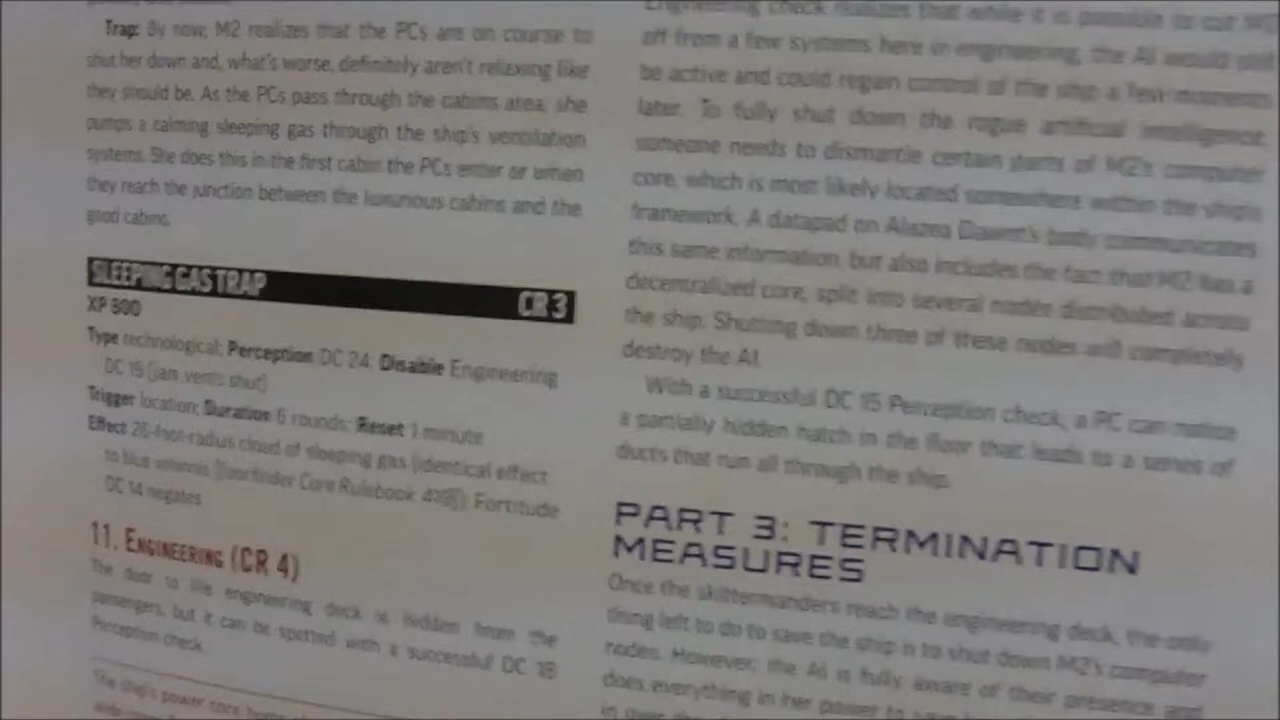 Trap: By now, M2 realizes that the PCs are on course to
shut her down and, what's worse, definitely aren't relaxing like
they should be. As the PCs pass through the cabins area, she
pumps a calming sleeping gas through the ship's ventilation
systems. She does this in the first cabin the PCs enter or when
they reach the junction between the luxurious cabins and the
good cabins.
SLEEPING GAS TRAP CR 3
XP 800
Type technological; Perception DC 24; Disable Engineering
DC 19 (jam vents shut)
Trigger location; Duration 6 rounds; Reset 1 minute
Effect 20-foot-radius cloud of sleeping gas (identical effect
to blue whinnis Starfinder Core Rulebook Fortitude
DC 14 negates
11. ENGINEERING (CR 4)
The door to the engineering deck is hidden from the
passengers, but it can be spotted with a successful DC 18
Perception check.
The ship's power core
Engineering check realizes that while it is possible to cut M2
off from a few systems here in engineering, the AI would still
be active and could regain control of the ship a few moments
later. To fully shut down the rogue artificial intelligence,
someone needs to dismantle certain parts of M2's computer
core, which is most likely located somewhere within the ship's
framework. A datapad on body communicates
this same information, but also includes the fact that M2 has a
decentralized core, split into several nodes distributed across
the ship. Shutting down three of these nodes will completely
destroy the AI.
With a successful DC 15 Perception check, a PC can notice
a partially hidden hatch in the floor that leads to a series of
ducts that run all through the ship.
PART 3: TERMINATION
MEASURES
Once the skittermanders reach the engineering deck, the only
thing left to do to save the ship is to shut down M2's computer
nodes. However, the AI is fully aware of their presence and
does everything in her power to